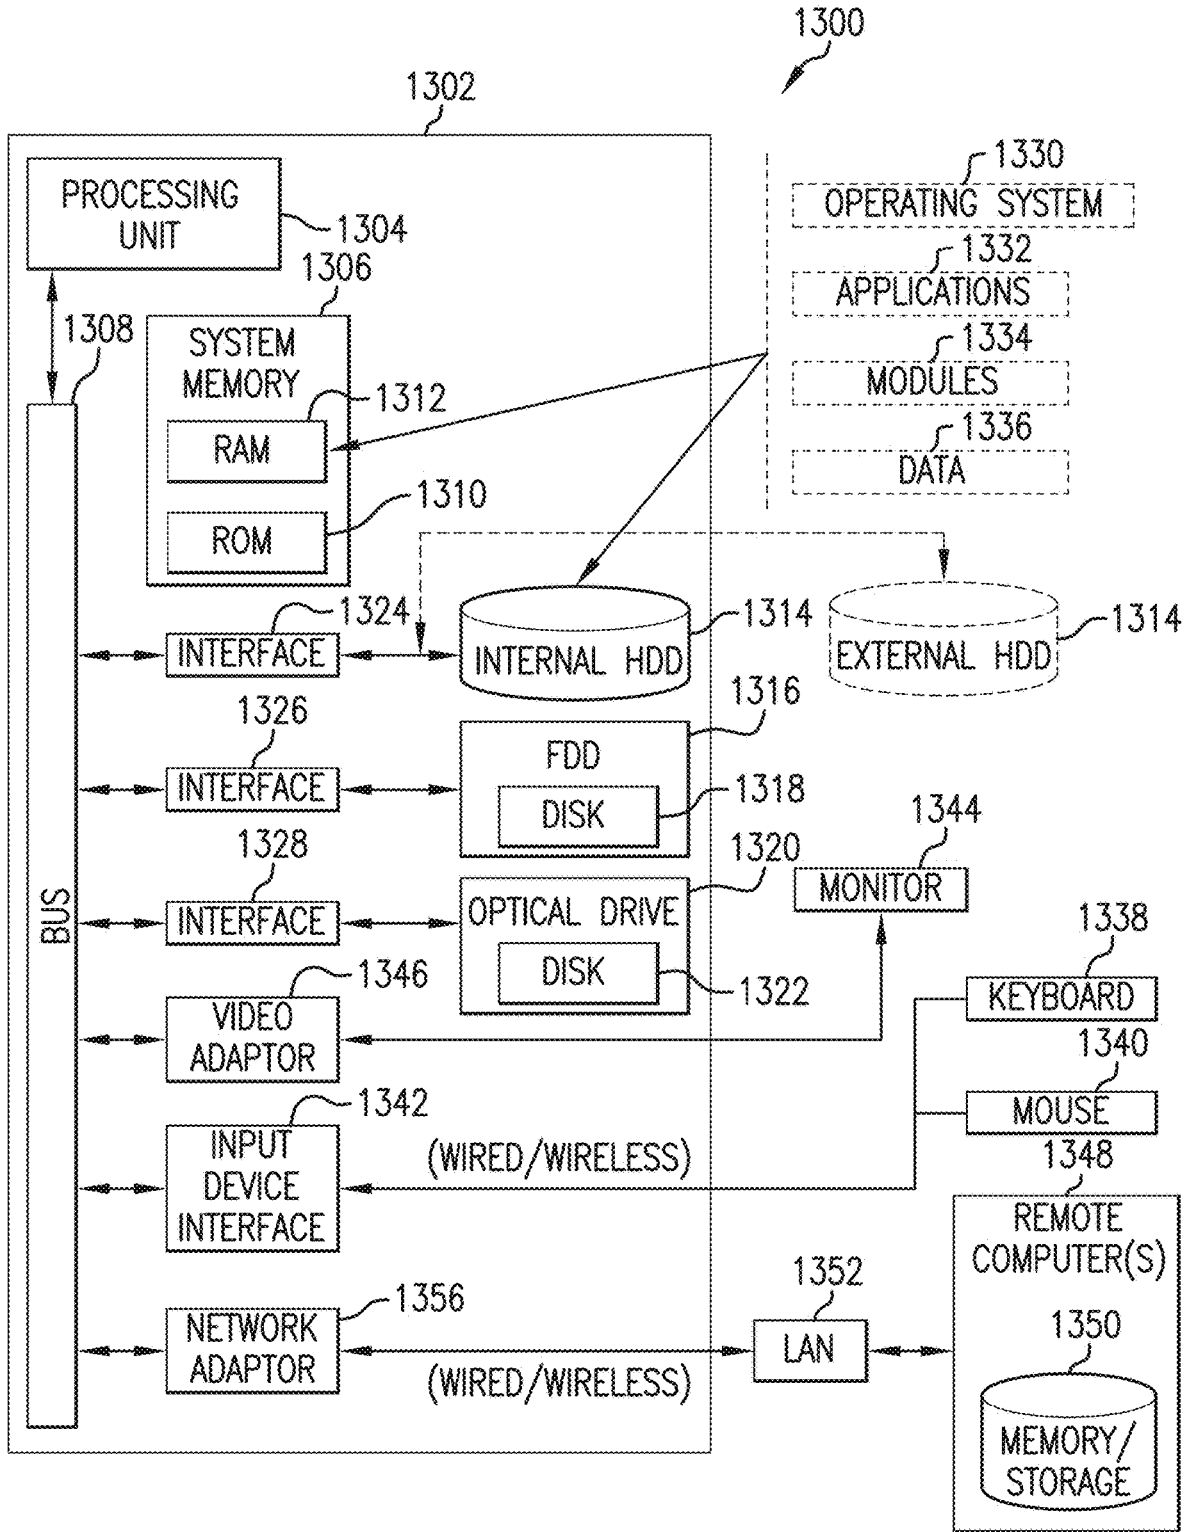 1300
1302
PROCESSING
UNIT
1304
1330
OPERATING SYSTEM
1332
APPLICATIONS
1334
MODULES
1336
DATA
1306
1308
SYSTEM
MEMORY
1312
RAM
1310
ROM
1324
INTERFACE
INTERNAL HDD
1314
EXTERNAL HDD
1314
1326
INTERFACE
1316
FDD
1318
DISK
1328
INTERFACE
1320
OPTICAL DRIVE
DISK
1322
BUS
1344
MONITOR
1338
KEYBOARD
1346
VIDEO
ADAPTOR
1340
MOUSE
1342
INPUT
DEVICE
INTERFACE
(WIRED/WIRELESS)
1348
REMOTE
COMPUTER(S)
1356
NETWORK
ADAPTOR
(WIRED/WIRELESS)
1352
LAN
1350
MEMORY/
STORAGE